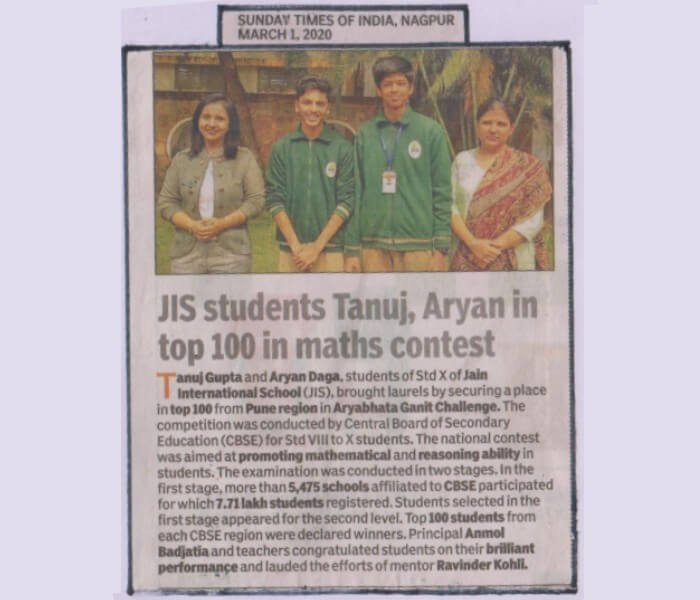 SUNDAY TIMES OF INDIA, NAGPUR
MARCH 1, 2020
JIS students Tanuj, Aryan in
top 100 in maths contest
Tanuj Gupta and Aryan Daga, students of Std X of Jain
International School (JIS), brought laurels by securing a place
in top 100 from Pune region in Aryabhata Ganit Challenge. The
competition was conducted by Central Board of Secondary
Education (CBSE) for Std VIII to X students. The national contest
was aimed at promoting mathematical and reasoning ability in
students. The examination was conducted in two stages. In the
first stage, more than 5,475 schools affiliated to CBSE participated
for which 7.71 lakh students registered. Students selected in the
first stage appeared for the second level. Top 100 students from
each CBSE region were declared winners. Principal Anmol
Badjatia and teachers congratulated students on their brilliant
performance and lauded the efforts of mentor Ravinder Kohli.